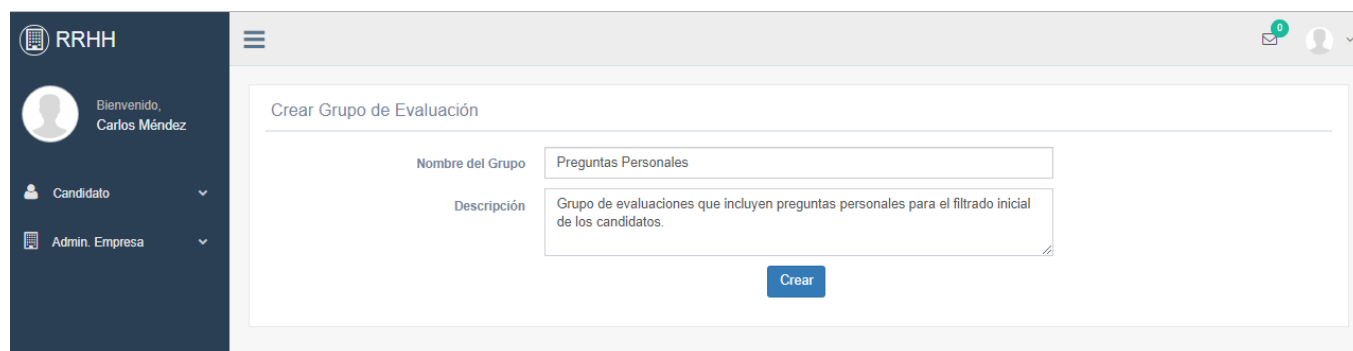 RRHH
0
Bienvenido,
Carlos Méndez
Candidato
Admin. Empresa
Crear Grupo de Evaluación
Nombre del Grupo
Preguntas Personales
Descripción
Grupo de evaluaciones que incluyen preguntas personales para el filtrado inicial
de los candidatos.
Crear